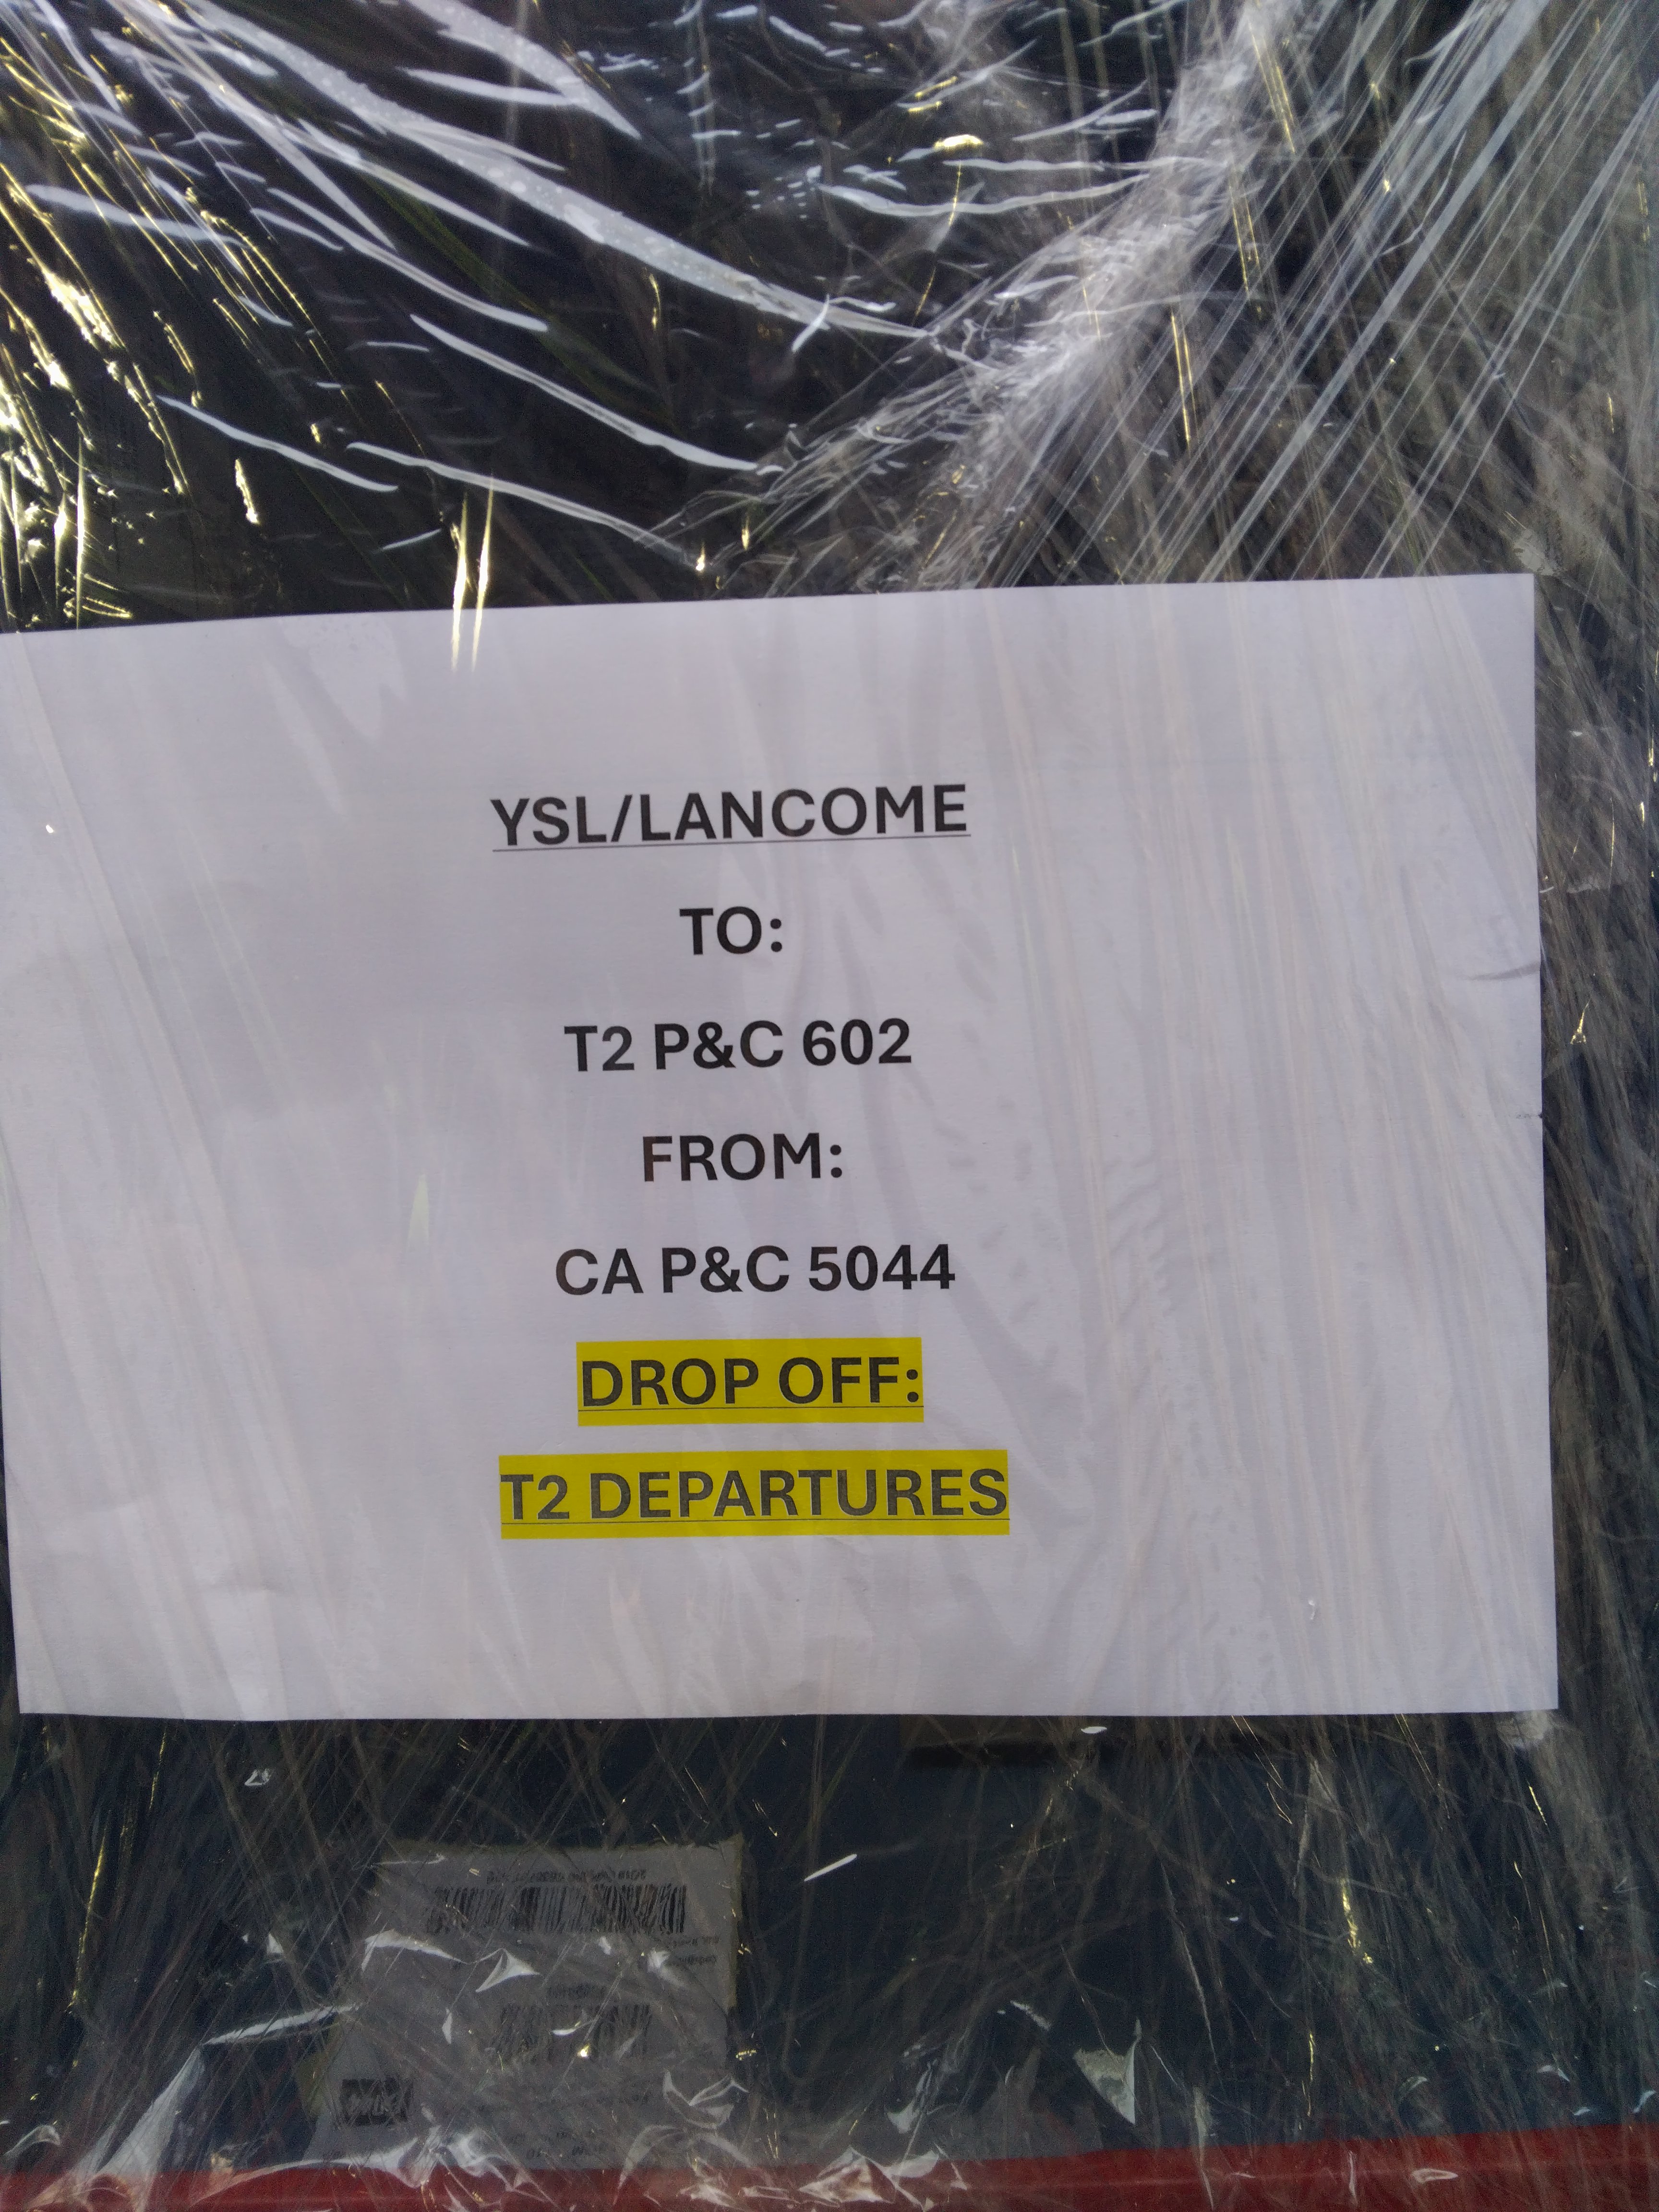 YSL/LANCOME
TO:
T2 P&C 602
FROM:
CA P&C 5044
DROP OFF:
T2 DEPARTURES